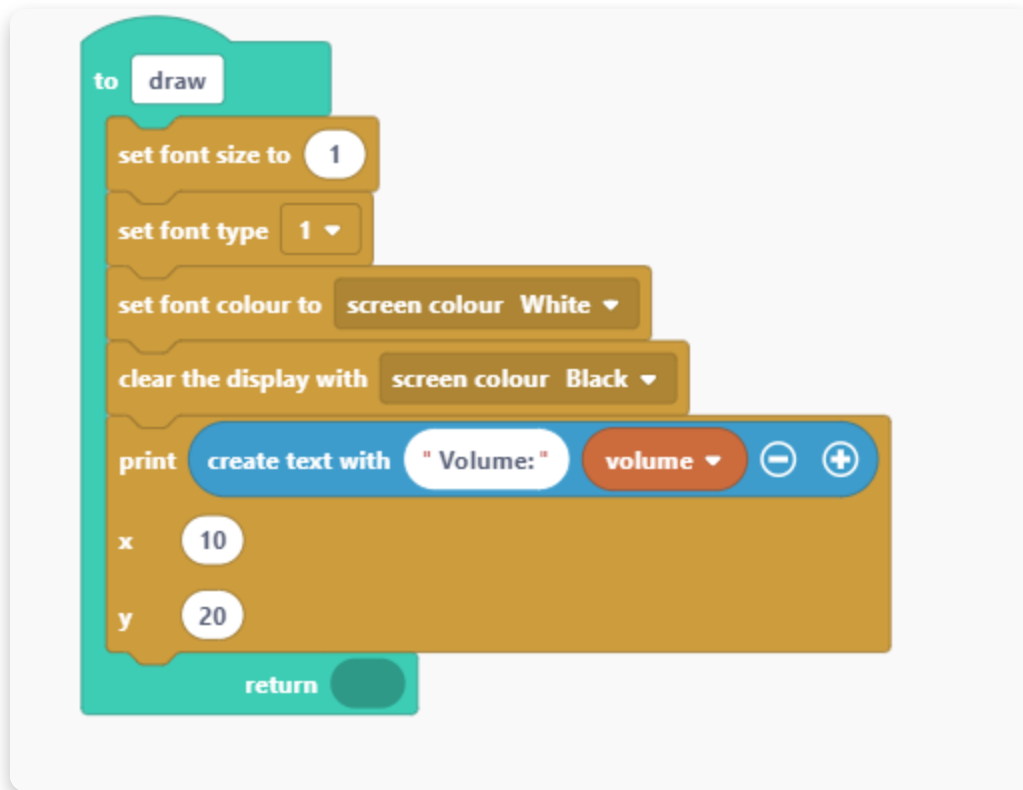 to draw
set font size to 1
set font type 1
set font colour to screen colour White
clear the display with screen colour Black
print create text with " Volume: " volume
x 10
y 20
return